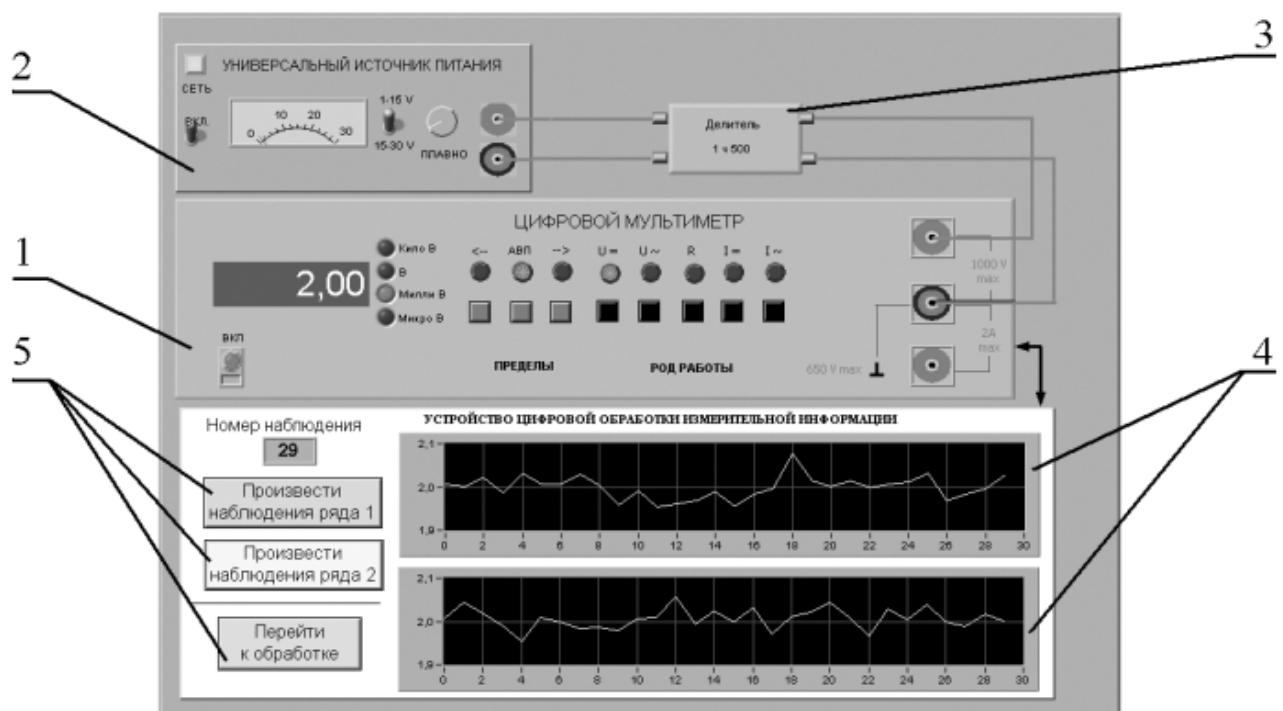 2
3
УНИВЕРСАЛЬНЫЙ ИСТОЧНИК ПИТАНИЯ
СЕТЬ
ВКЛ.
0 10 20 30
1-15 V
15-30 V
ПЛАВНО
Делитель
1 ч 500
1
ЦИФРОВОЙ МУЛЬТИМЕТР
2,00
Кило В
В
Милли В
Микро В
<-- АВП --> U= U~ R I= I~
ВКЛ
ПРЕДЕЛЫ
РОД РАБОТЫ
1000 V
max
2A
max
650 V max
5
4
Номер наблюдения
29
Произвести
наблюдения ряда 1
Произвести
наблюдения ряда 2
Перейти
к обработке
УСТРОЙСТВО ЦИФРОВОЙ ОБРАБОТКИ ИЗМЕРИТЕЛЬНОЙ ИНФОРМАЦИИ
2,1
2,0
1,9
0 2 4 6 8 10 12 14 16 18 20 22 24 26 28 30
2,1
2,0
1,9
0 2 4 6 8 10 12 14 16 18 20 22 24 26 28 30